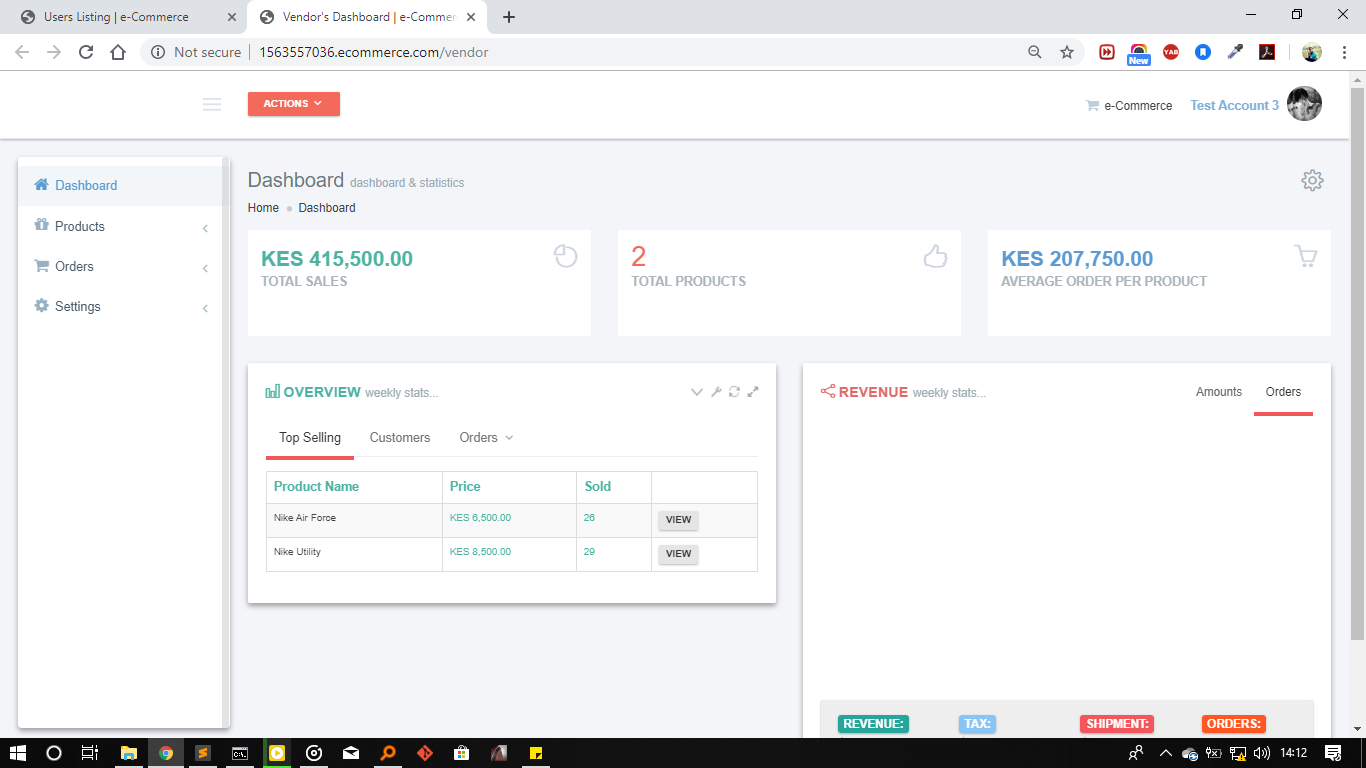 Users Listing | e-Commerce
Vendor's Dashboard | e-Commer
Not secure
1563557036.ecommerce.com/vendor
YAB
New
ACTIONS
e-Commerce
Test Account 3
Dashboard
Products
Orders
Settings
Dashboard dashboard & statistics
Home Dashboard
KES 415,500.00
TOTAL SALES
2
TOTAL PRODUCTS
KES 207,750.00
AVERAGE ORDER PER PRODUCT
OVERVIEW weekly stats...
Top Selling Customers Orders
Product Name Price Sold
Nike Air Force KES 6,500.00 26 VIEW
Nike Utility KES 8,500.00 29 VIEW
REVENUE weekly stats...
Amounts Orders
REVENUE: TAX: SHIPMENT: ORDERS:
14:12